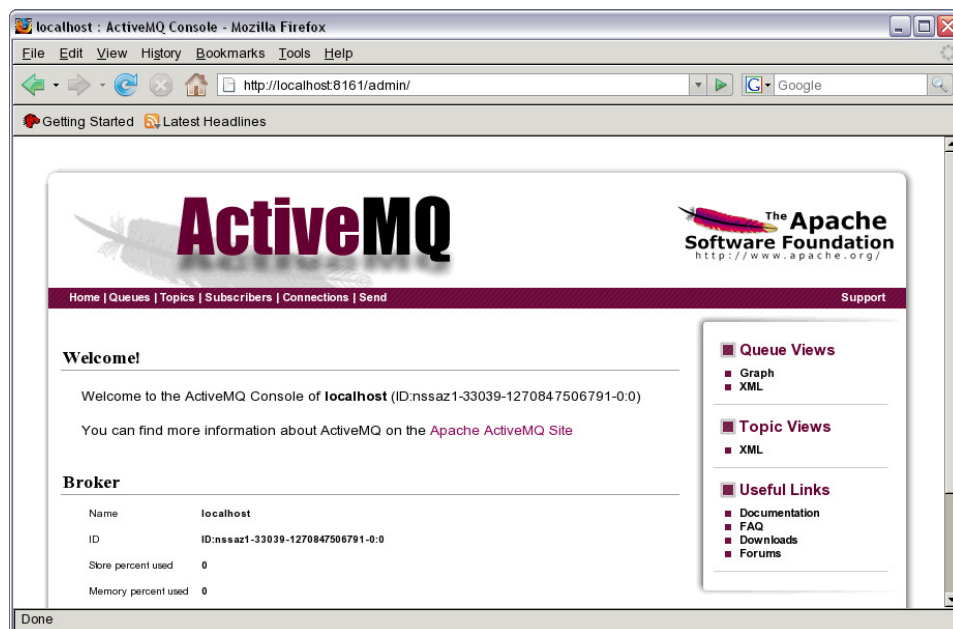 localhost : ActiveMQ Console - Mozilla Firefox
File Edit View History Bookmarks Tools Help
http://localhost:8161/admin/
G Google
Getting Started Latest Headlines
ActiveMQ
The Apache
Software Foundation
http://www.apache.org/
Home | Queues | Topics | Subscribers | Connections | Send Support
Welcome!
Welcome to the ActiveMQ Console of localhost (ID:nssaz1-33039-1270847506791-0:0)
You can find more information about ActiveMQ on the Apache ActiveMQ Site
Broker
Name localhost
ID ID:nssaz1-33039-1270847506791-0:0
Store percent used 0
Memory percent used 0
Queue Views
Graph
XML
Topic Views
XML
Useful Links
Documentation
FAQ
Downloads
Forums
Done